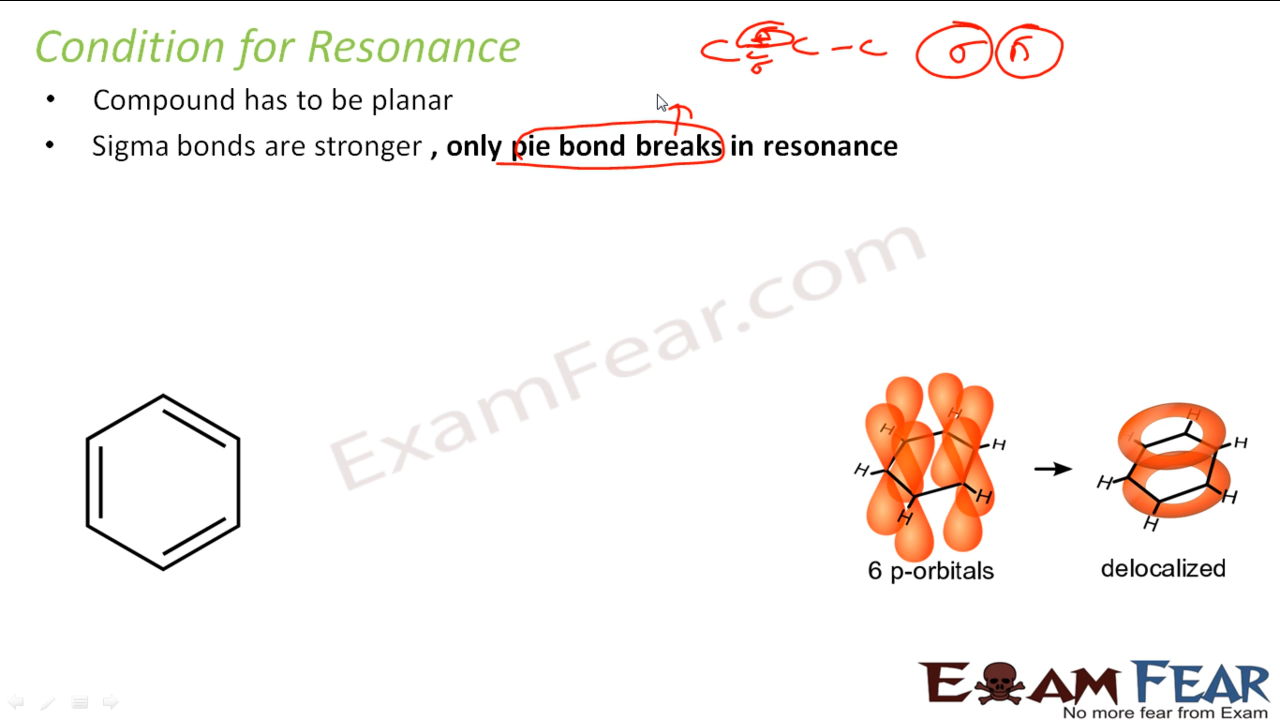 Condition for Resonance
C π C - C σ π
σ
• Compound has to be planar
• Sigma bonds are stronger , only pie bond breaks in resonance
ExamFear.com
H H H H H H
H H H H H
6 p-orbitals
delocalized
EXAM FEAR
No more fear from Exam